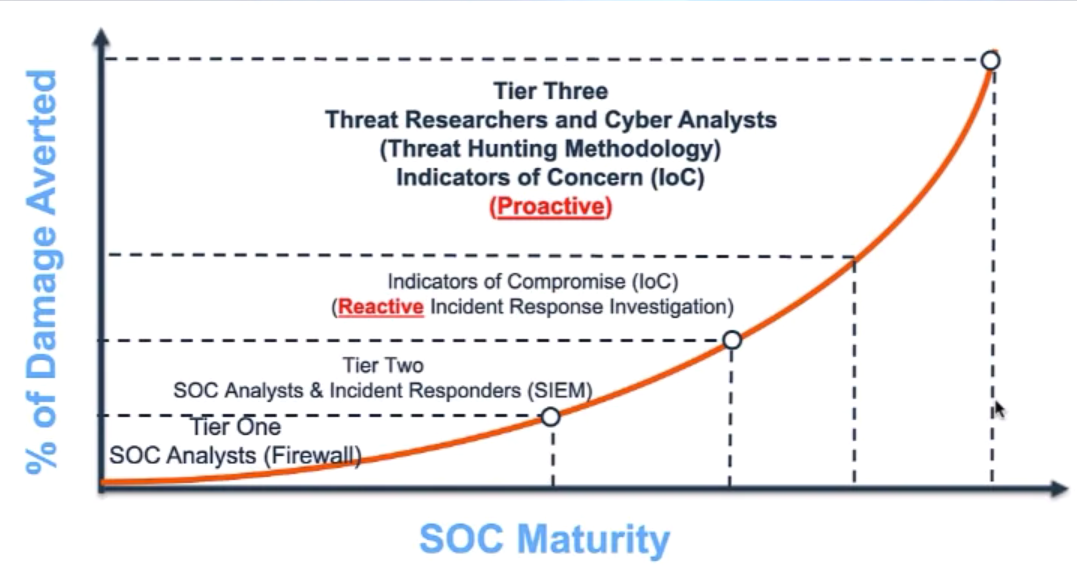 % of Damage Averted
Tier Three
Threat Researchers and Cyber Analysts
(Threat Hunting Methodology)
Indicators of Concern (IoC)
(Proactive)
Indicators of Compromise (IoC)
(Reactive Incident Response Investigation)
Tier Two
SOC Analysts & Incident Responders (SIEM)
Tier One
SOC Analysts (Firewall)
SOC Maturity